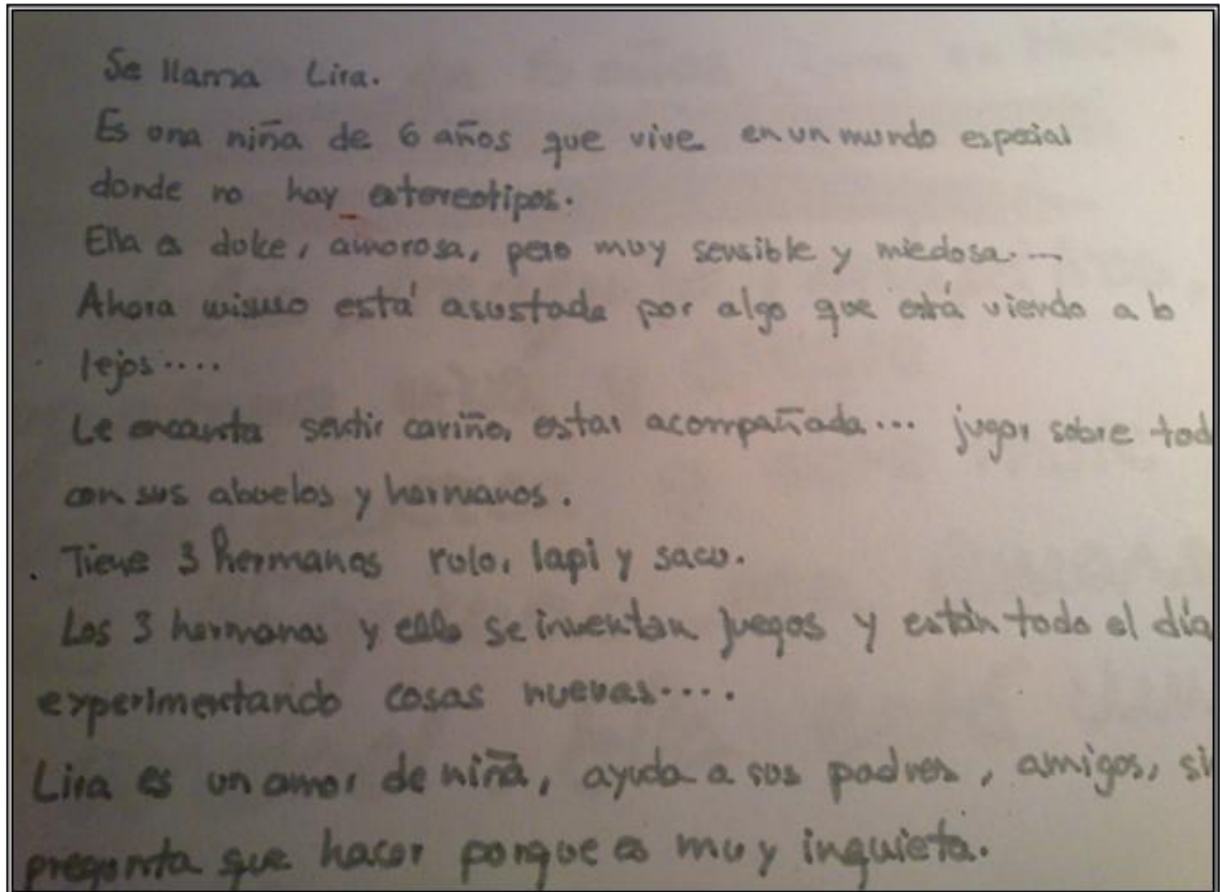 Se llama Lira.
Es una niña de 6 años que vive en un mundo especial
donde no hay estereotipos.
Ella es dulce, amorosa, pero muy sensible y miedosa....
Ahora mismo está asustada por algo que está viendo a lo
lejos....
Le encanta sentir cariño, estar acompañada... jugar sobre tod
con sus abuelos y hermanos.
Tiene 3 hermanos rulo, lapi y sacu.
Los 3 hermanos y ella se inventan juegos y están todo el día
experimentando cosas nuevas....
Lira es un amor de niña, ayuda a sus padres, amigos, si
pregunta que hacer porque es muy inquieta.